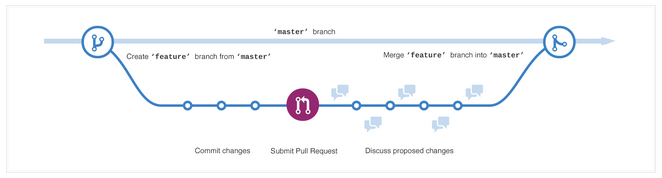 ‘master’ branch
Create ‘feature’ branch from ‘master’
Merge ‘feature’ branch into ‘master’
Commit changes
Submit Pull Request
Discuss proposed changes